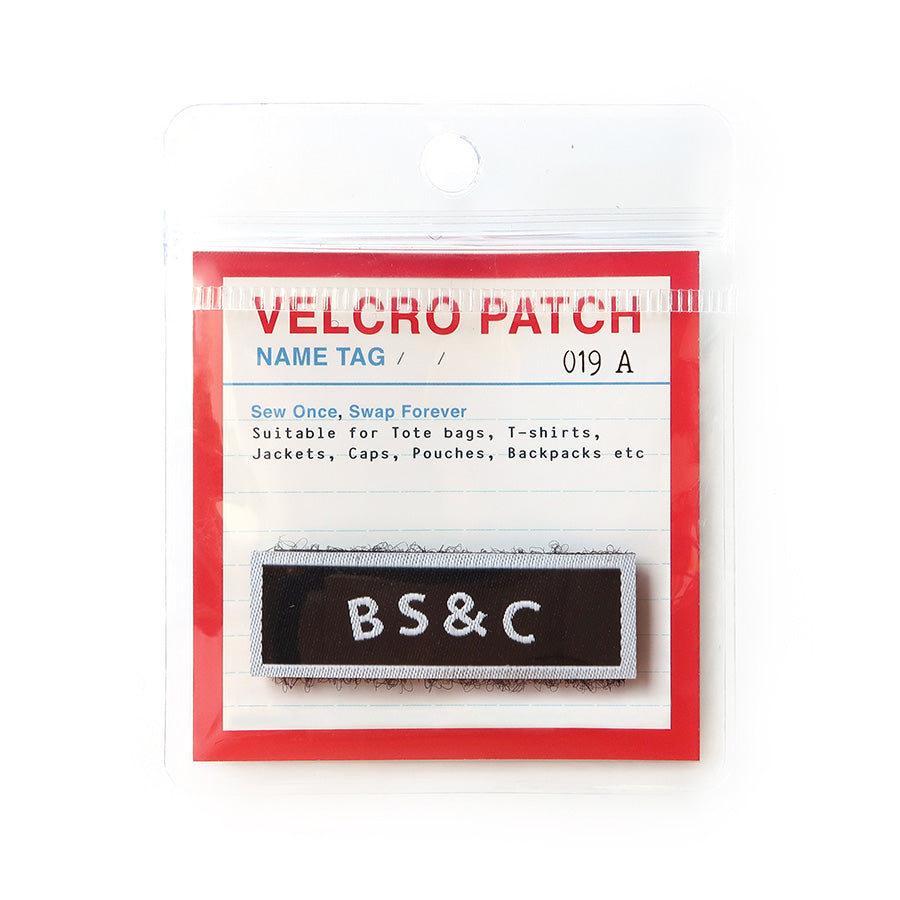 VELCRO PATCH
NAME TAG / / 019 A
Sew Once, Swap Forever
Suitable for Tote bags, T-shirts,
Jackets, Caps, Pouches, Backpacks etc
BS&C